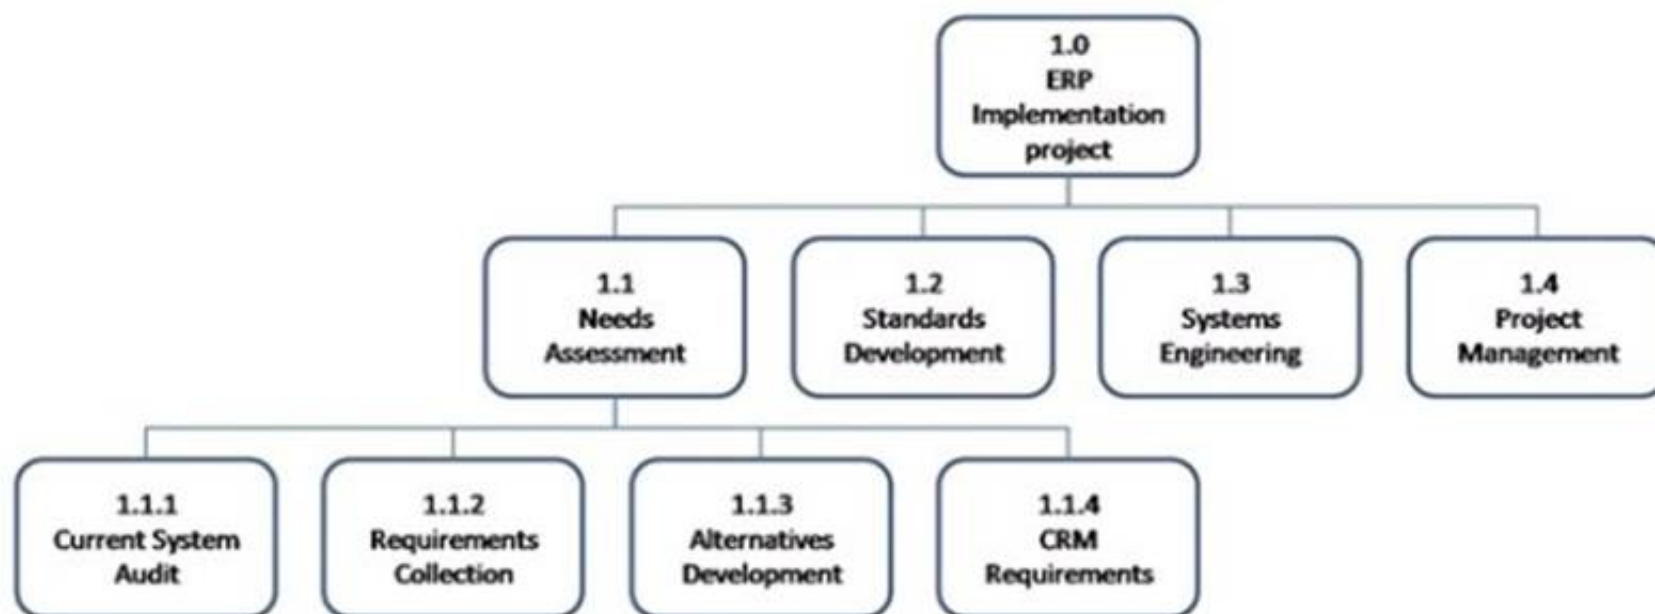 1.0
ERP
Implementation
project
1.1
Needs
Assessment
1.2
Standards
Development
1.3
Systems
Engineering
1.4
Project
Management
1.1.1
Current System
Audit
1.1.2
Requirements
Collection
1.1.3
Alternatives
Development
1.1.4
CRM
Requirements